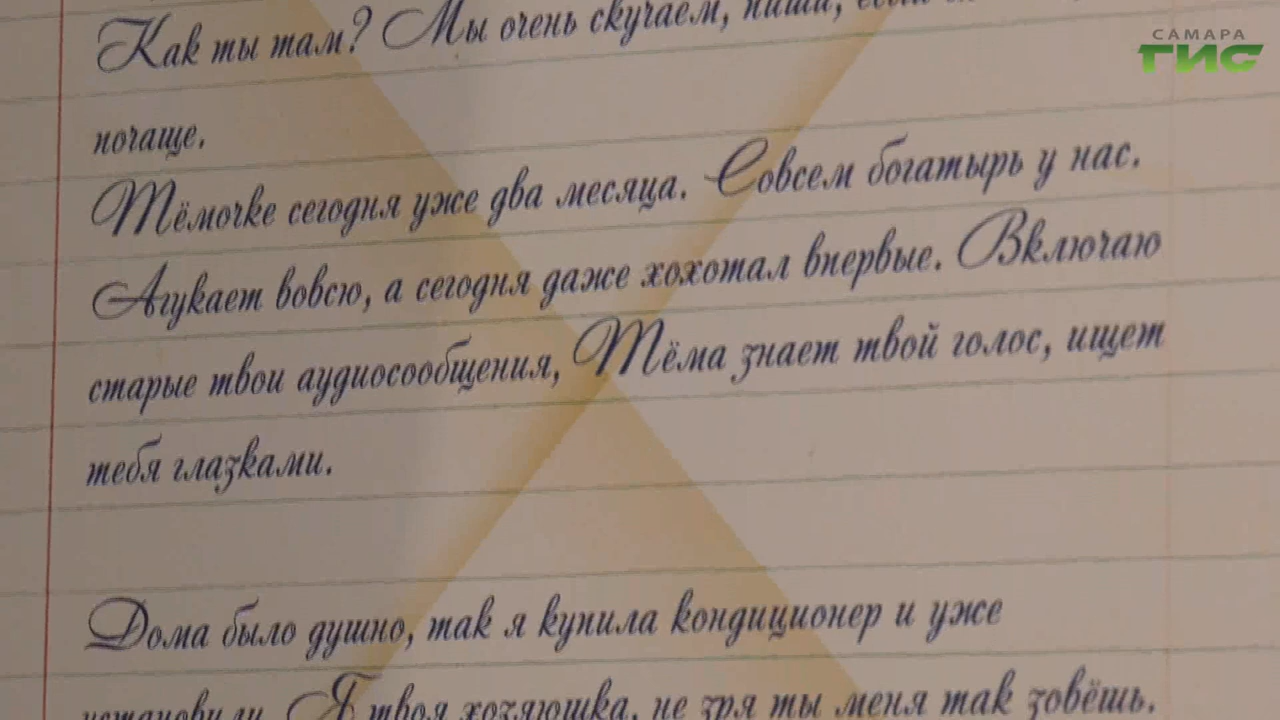 Как ты там? Мы очень скучаем, пиши,
почаще.
Тёмочке сегодня уже два месяца. Совсем богатырь у нас.
Агукает вовсю, а сегодня даже хохотал впервые. Включаю
старые твои аудиосообщения, Тёма знает твой голос, ищет
тебя глазками.
Дома было душно, так я купила кондиционер и уже
установили. Я твоя хозяюшка, не зря ты меня так зовёшь.
САМАРА
ГИС